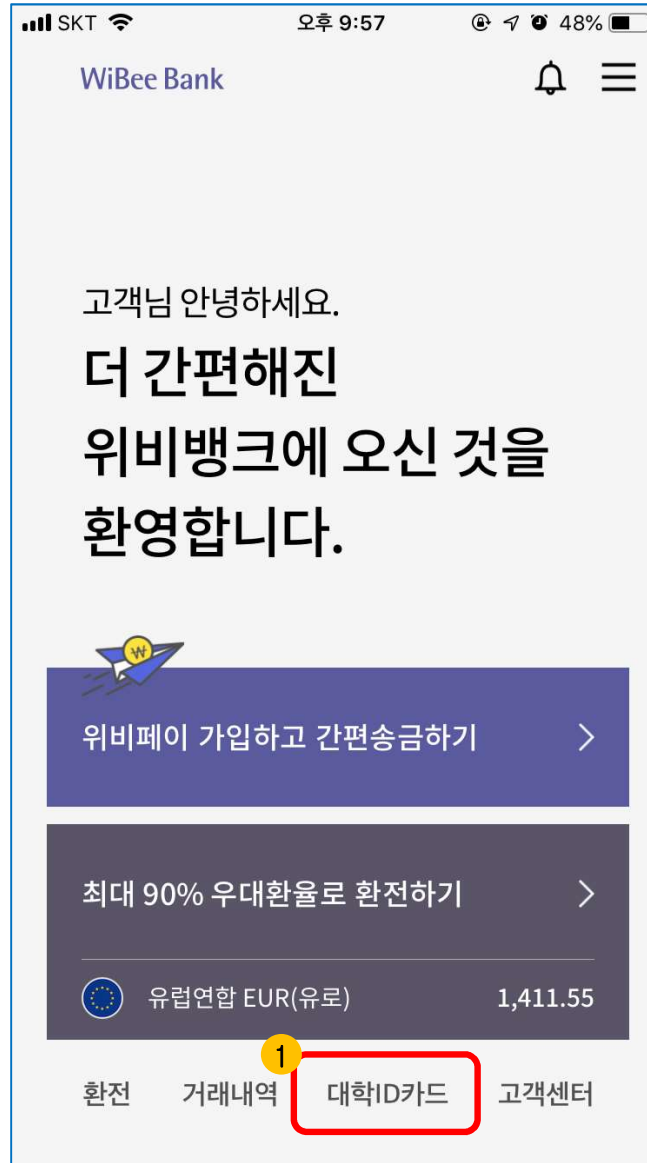 SKT 오후 9:57 48%
WiBee Bank
고객님 안녕하세요.
더 간편해진
위비뱅크에 오신 것을
환영합니다.
₩
위비페이 가입하고 간편송금하기
최대 90% 우대환율로 환전하기
유럽연합 EUR(유로) 1,411.55
1
환전 거래내역 대학ID카드 고객센터